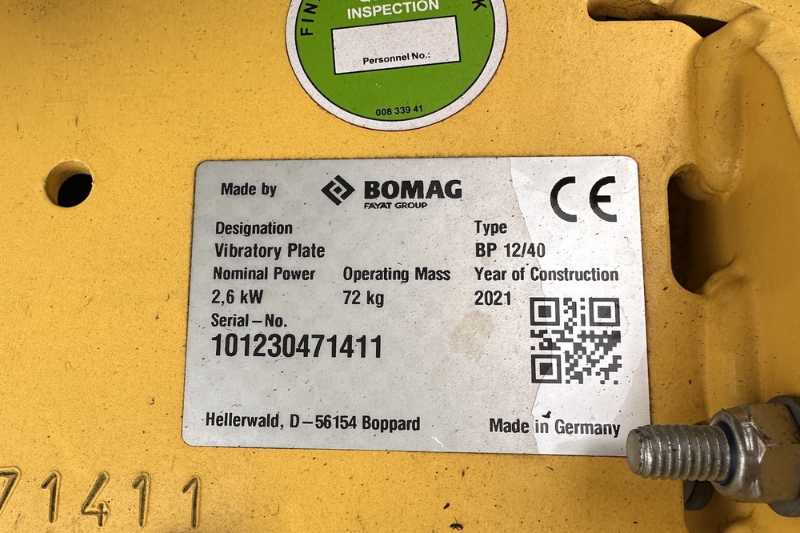 INSPECTION
Personnel No.:
006 339 41
Made by BOMAG CE
FAYAT GROUP
Designation Type
Vibratory Plate BP 12/40
Nominal Power Operating Mass Year of Construction
2,6 kW 72 kg 2021
Serial-No.
101230471411
Hellerwald, D-56154 Boppard Made in Germany
71411